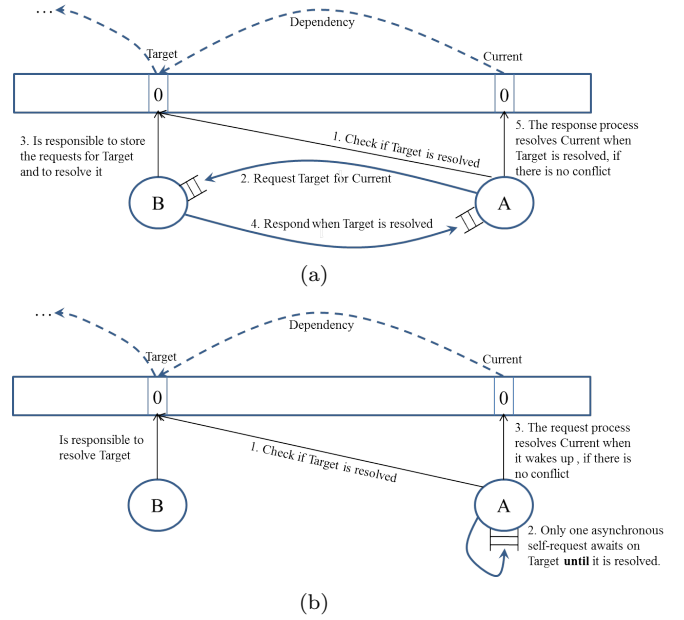 ...
Dependency
Target
Current
0
0
1. Check if Target is resolved
3. Is responsible to store
the requests for Target
and to resolve it
5. The response process
resolves Current when
Target is resolved, if
there is no conflict
2. Request Target for Current
B
A
4. Respond when Target is resolved
(a)
...
Dependency
Target
Current
0
0
Is responsible to
resolve Target
1. Check if Target is resolved
3. The request process
resolves Current when
it wakes up , if there is
no conflict
B
A
2. Only one asynchronous
self-request awaits on
Target until it is resolved.
(b)